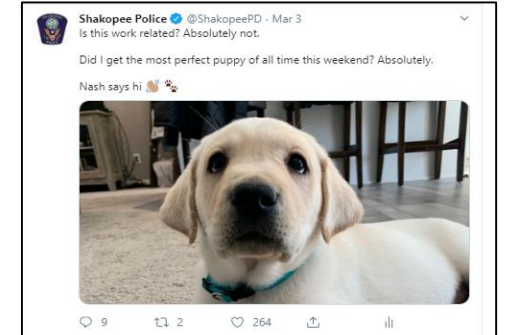 Shakopee Police @ShakopeePD · Mar 3
Is this work related? Absolutely not.
Did I get the most perfect puppy of all time this weekend? Absolutely.
Nash says hi 👋🏼 🐾
9 2 264